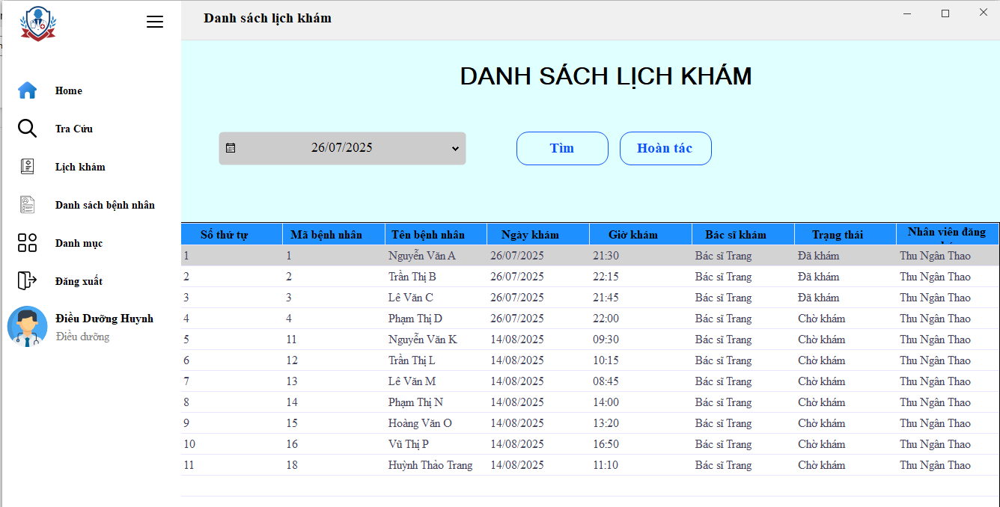 Danh sách lịch khám
Home
Tra Cứu
Lịch khám
Danh sách bệnh nhân
Danh mục
Đăng xuất
Điều Dưỡng Huynh
Điều dưỡng
DANH SÁCH LỊCH KHÁM
26/07/2025
Tìm
Hoàn tác
Số thứ tự Mã bệnh nhân Tên bệnh nhân Ngày khám Giờ khám Bác sĩ khám Trạng thái Nhân viên đăng
1 1 Nguyễn Văn A 26/07/2025 21:30 Bác sĩ Trang Đã khám Thu Ngân Thao
2 2 Trần Thị B 26/07/2025 22:15 Bác sĩ Trang Đã khám Thu Ngân Thao
3 3 Lê Văn C 26/07/2025 21:45 Bác sĩ Trang Đã khám Thu Ngân Thao
4 4 Phạm Thị D 26/07/2025 22:00 Bác sĩ Trang Chờ khám Thu Ngân Thao
5 11 Nguyễn Văn K 14/08/2025 09:30 Bác sĩ Trang Chờ khám Thu Ngân Thao
6 12 Trần Thị L 14/08/2025 10:15 Bác sĩ Trang Chờ khám Thu Ngân Thao
7 13 Lê Văn M 14/08/2025 08:45 Bác sĩ Trang Chờ khám Thu Ngân Thao
8 14 Phạm Thị N 14/08/2025 14:00 Bác sĩ Trang Chờ khám Thu Ngân Thao
9 15 Hoàng Văn O 14/08/2025 13:20 Bác sĩ Trang Chờ khám Thu Ngân Thao
10 16 Vũ Thị P 14/08/2025 16:50 Bác sĩ Trang Chờ khám Thu Ngân Thao
11 18 Huỳnh Thảo Trang 14/08/2025 11:10 Bác sĩ Trang Chờ khám Thu Ngân Thao